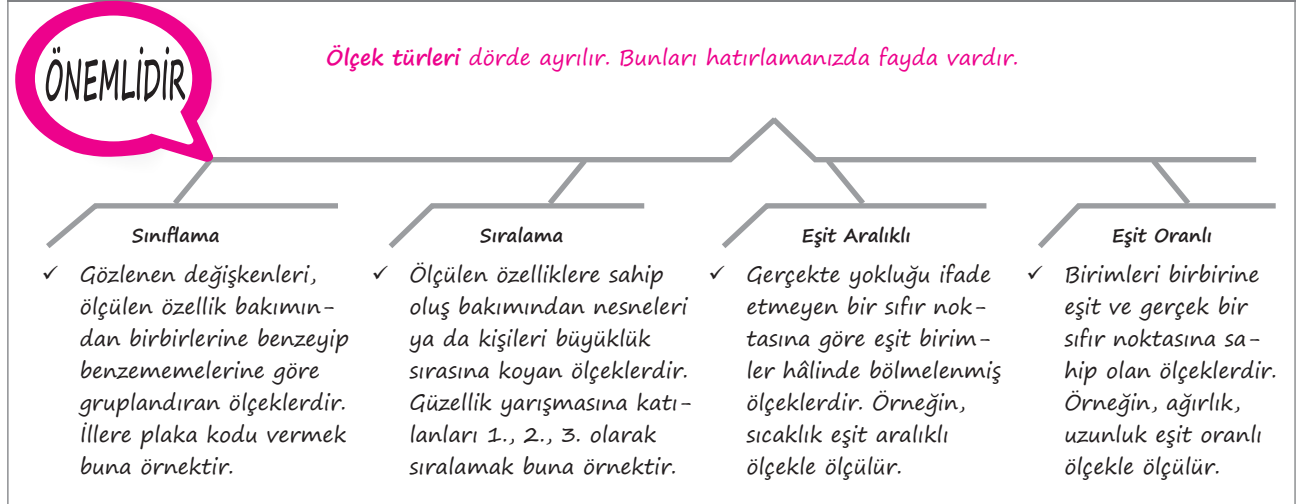 ÖNEMLİDİR
Ölçek türleri dörde ayrılır. Bunları hatırlamanızda fayda vardır.
Sınıflama
✓ Gözlenen değişkenleri,
ölçülen özellik bakımın-
dan birbirlerine benzeyip
benzememelerine göre
gruplandıran ölçeklerdir.
İllere plaka kodu vermek
buna örnektir.
Sıralama
✓ Ölçülen özelliklere sahip
oluş bakımından nesneleri
ya da kişileri büyüklük
sırasına koyan ölçeklerdir.
Güzellik yarışmasına katı-
lanları 1., 2., 3. olarak
sıralamak buna örnektir.
Eşit Aralıklı
✓ Gerçekte yokluğu ifade
etmeyen bir sıfır nok-
tasına göre eşit birim-
ler hâlinde bölmelenmiş
ölçeklerdir. Örneğin,
sıcaklık eşit aralıklı
ölçekle ölçülür.
Eşit Oranlı
✓ Birimleri birbirine
eşit ve gerçek bir
sıfır noktasına sa-
hip olan ölçeklerdir.
Örneğin, ağırlık,
uzunluk eşit oranlı
ölçekle ölçülür.